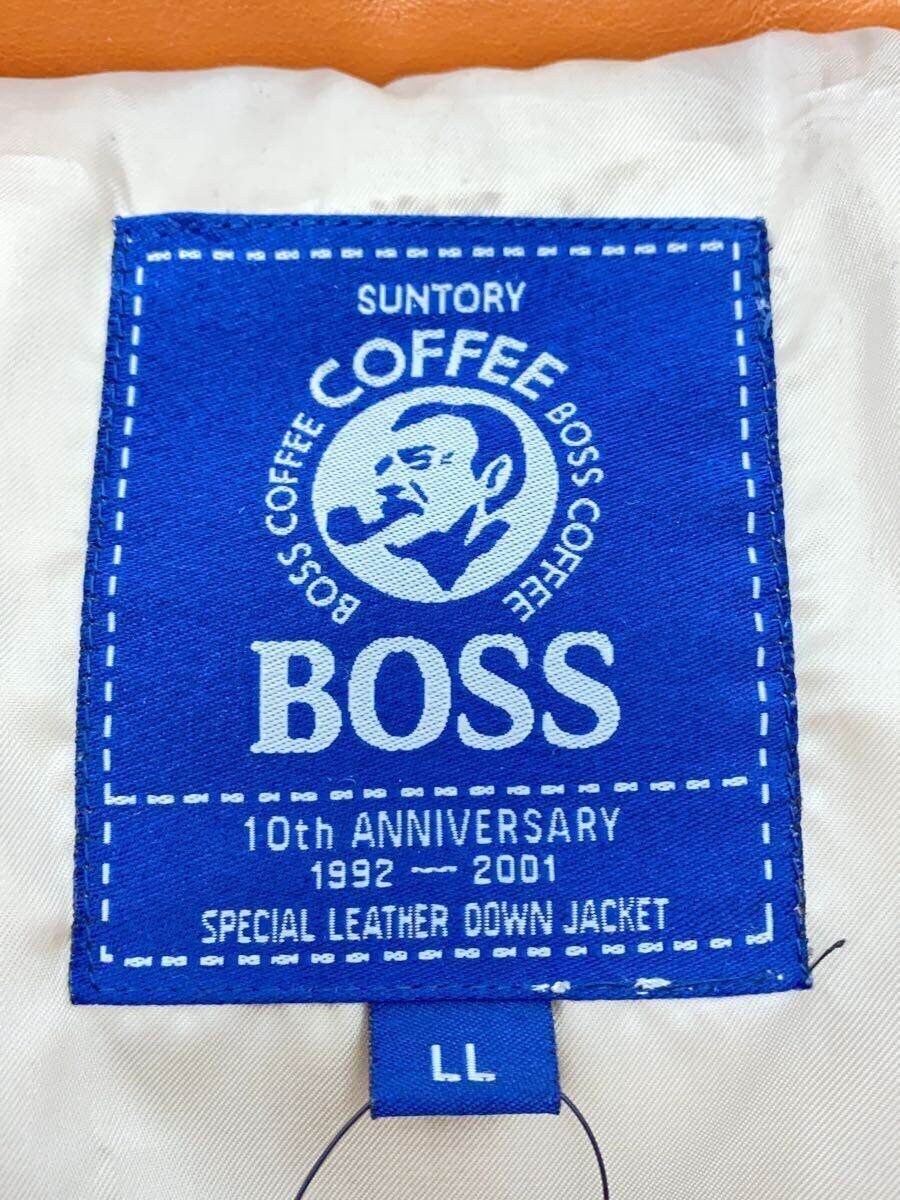 SUNTORY
COFFEE
BOSS COFFEE
BOSS COFFEE
BOSS
10th ANNIVERSARY
1992 — 2001
SPECIAL LEATHER DOWN JACKET
LL